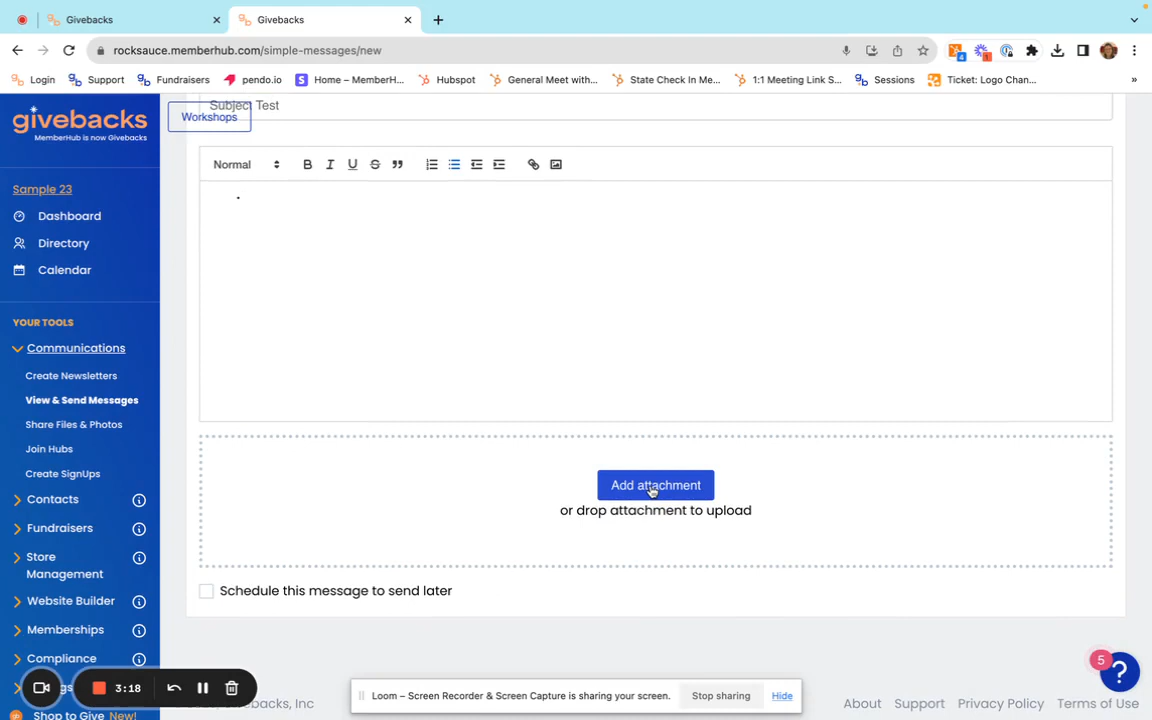 Givebacks
Givebacks
rocksauce.memberhub.com/simple-messages/new
Login
Support
Fundraisers
pendo.io
Home – MemberH...
Hubspot
General Meet with...
State Check In Me...
1:1 Meeting Link S...
Sessions
Ticket: Logo Chan...
»
givebacks
MemberHub is now Givebacks
Subject Test
Workshops
Normal
B I U S
Sample 23
Dashboard
Directory
Calendar
YOUR TOOLS
Communications
Create Newsletters
View & Send Messages
Share Files & Photos
Join Hubs
Create SignUps
Contacts
Fundraisers
Store
Management
Website Builder
Memberships
Compliance
Shop to Give New!
Add attachment
or drop attachment to upload
Schedule this message to send later
3:18
Loom – Screen Recorder & Screen Capture is sharing your screen.
Stop sharing
Hide
Givebacks, Inc
About
Support
Privacy Policy
Terms of Use
5
?
4
1